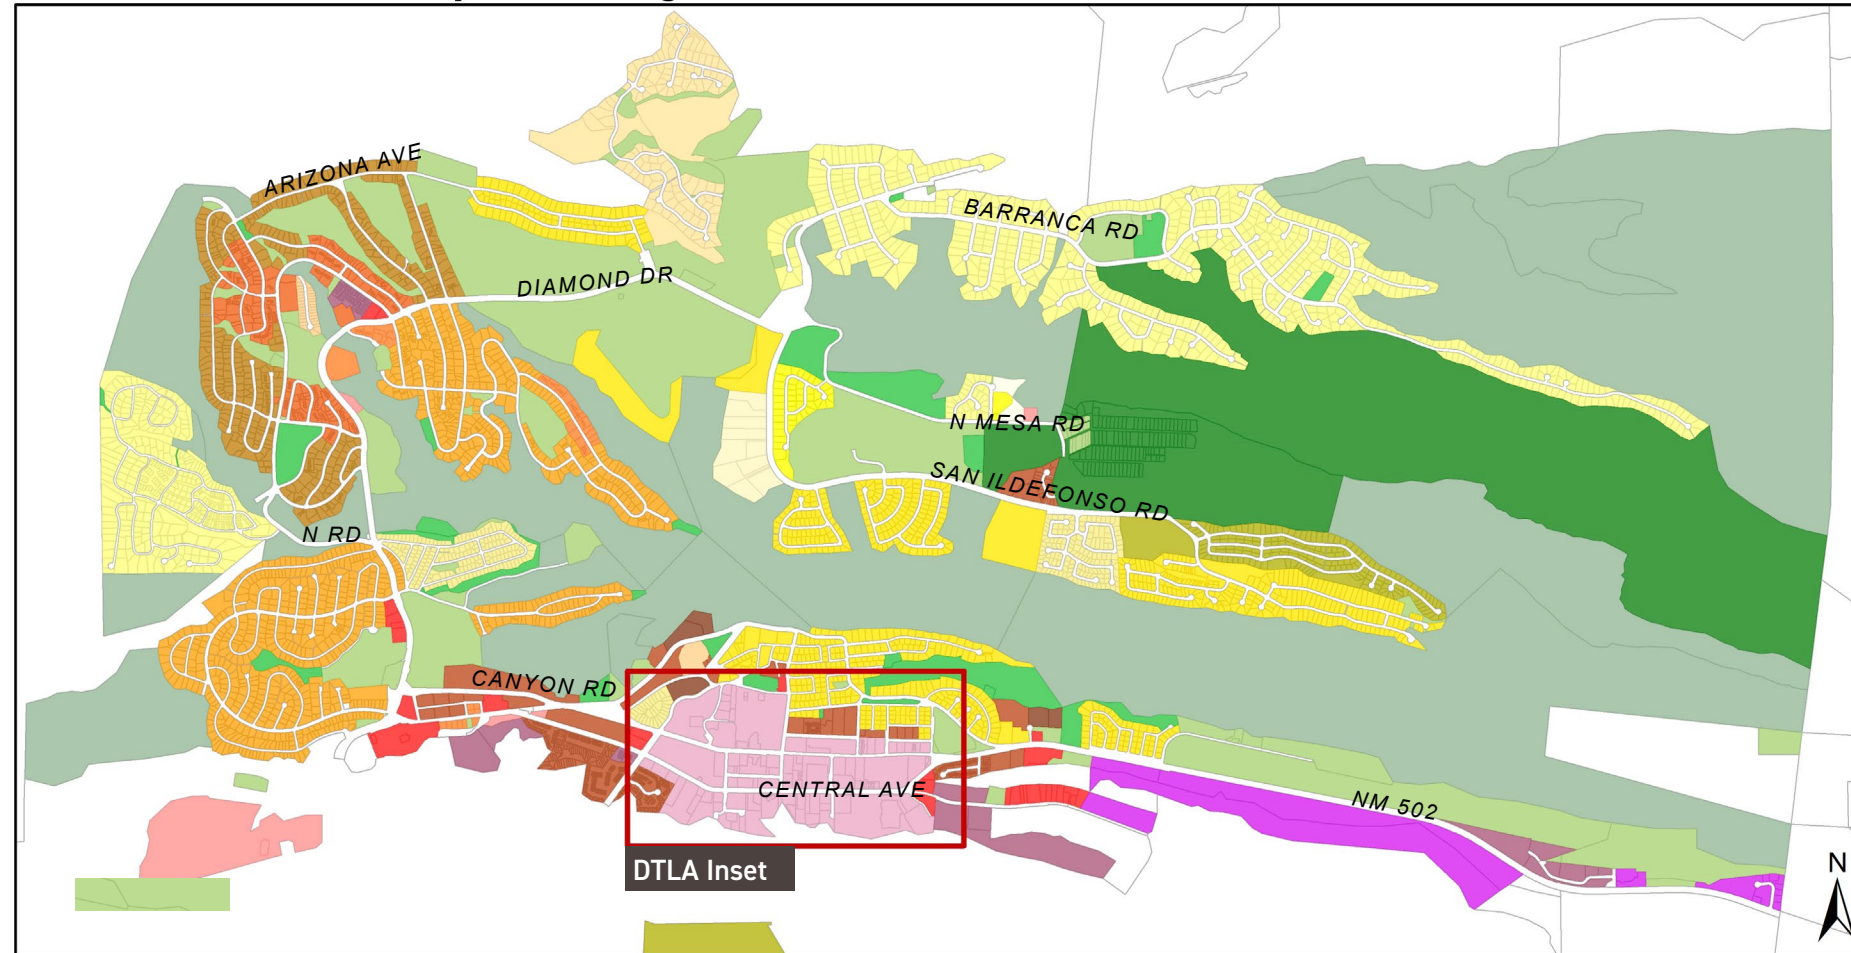 ARIZONA AVE
BARRANCA RD
DIAMOND DR
N MESA RD
SAN ILDEFONSO RD
N RD
CANYON RD
CENTRAL AVE
NM 502
DTLA Inset
N